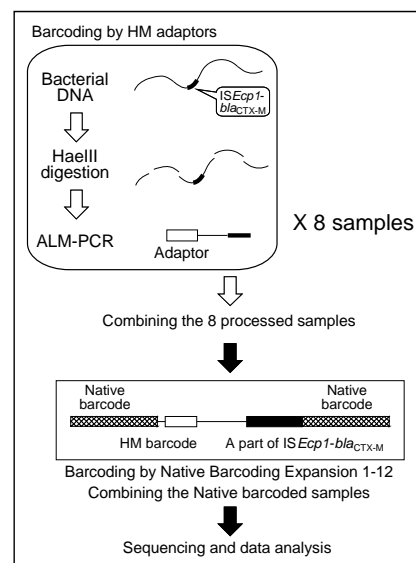 Barcoding by HM adaptors
Bacterial
DNA
ISEcp1-
blaCTX-M
HaeIII
digestion
ALM-PCR
Adaptor
X 8 samples
Combining the 8 processed samples
Native
barcode
Native
barcode
HM barcode
A part of ISEcp1-blaCTX-M
Barcoding by Native Barcoding Expansion 1-12
Combining the Native barcoded samples
Sequencing and data analysis